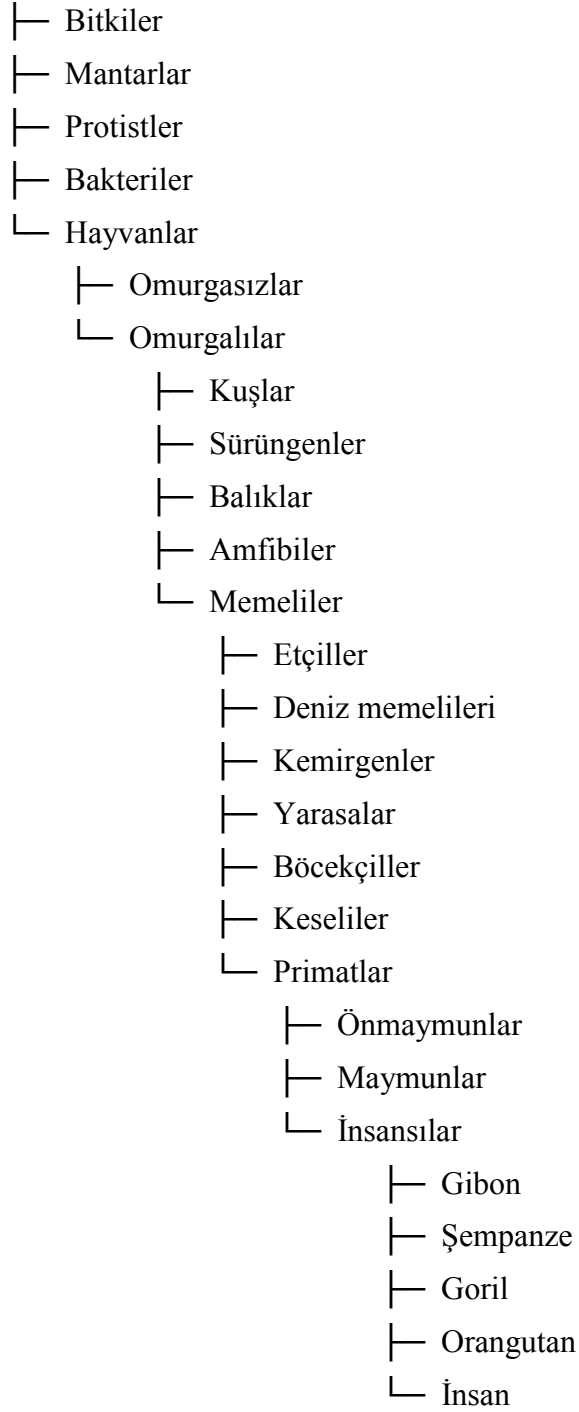 ├── Bitkiler
├── Mantarlar
├── Protistler
├── Bakteriler
└── Hayvanlar
    ├── Omurgasızlar
    └── Omurgalılar
        ├── Kuşlar
        ├── Sürüngenler
        ├── Balıklar
        ├── Amfibiler
        └── Memeliler
            ├── Etçiller
            ├── Deniz memelileri
            ├── Kemirgenler
            ├── Yarasalar
            ├── Böcekçiller
            ├── Keseliler
            └── Primatlar
                ├── Önmaymunlar
                ├── Maymunlar
                └── İnsansılar
                    ├── Gibon
                    ├── Şempanze
                    ├── Goril
                    ├── Orangutan
                    └── İnsan